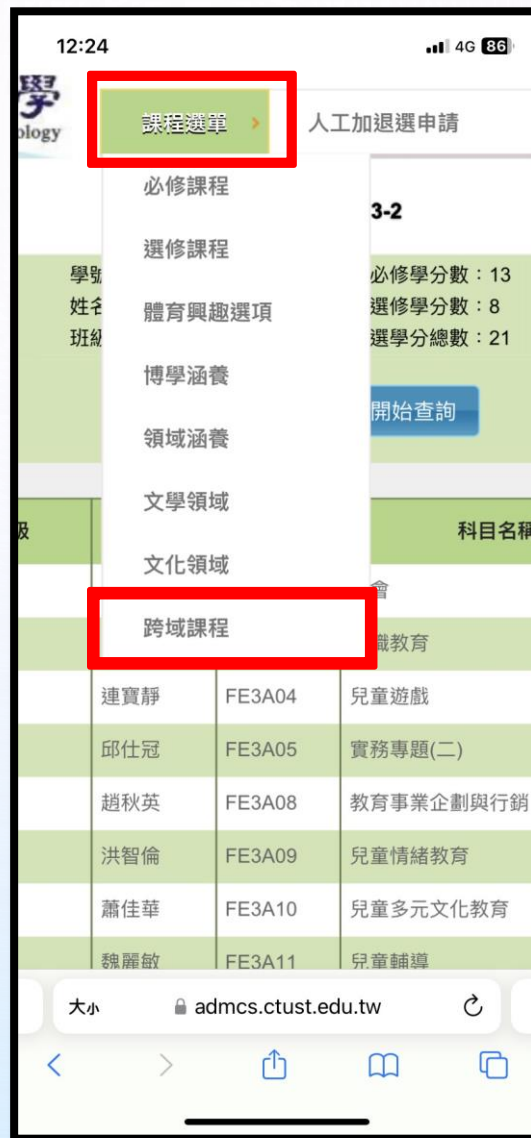 12:24 4G 86
學
ology
課程選單 > 人工加退選申請
必修課程
3-2
選修課程
學號 必修學分數：13
姓名 選修學分數：8
體育興趣選項
班級 選學分總數：21
博學涵養
開始查詢
領域涵養
文學領域
級 科目名稱
文化領域
會
跨域課程
職教育
連寶靜 FE3A04 兒童遊戲
邱仕冠 FE3A05 實務專題(二)
趙秋英 FE3A08 教育事業企劃與行銷
洪智倫 FE3A09 兒童情緒教育
蕭佳華 FE3A10 兒童多元文化教育
魏麗敏 FE3A11 兒童輔導
大小 admcs.ctust.edu.tw